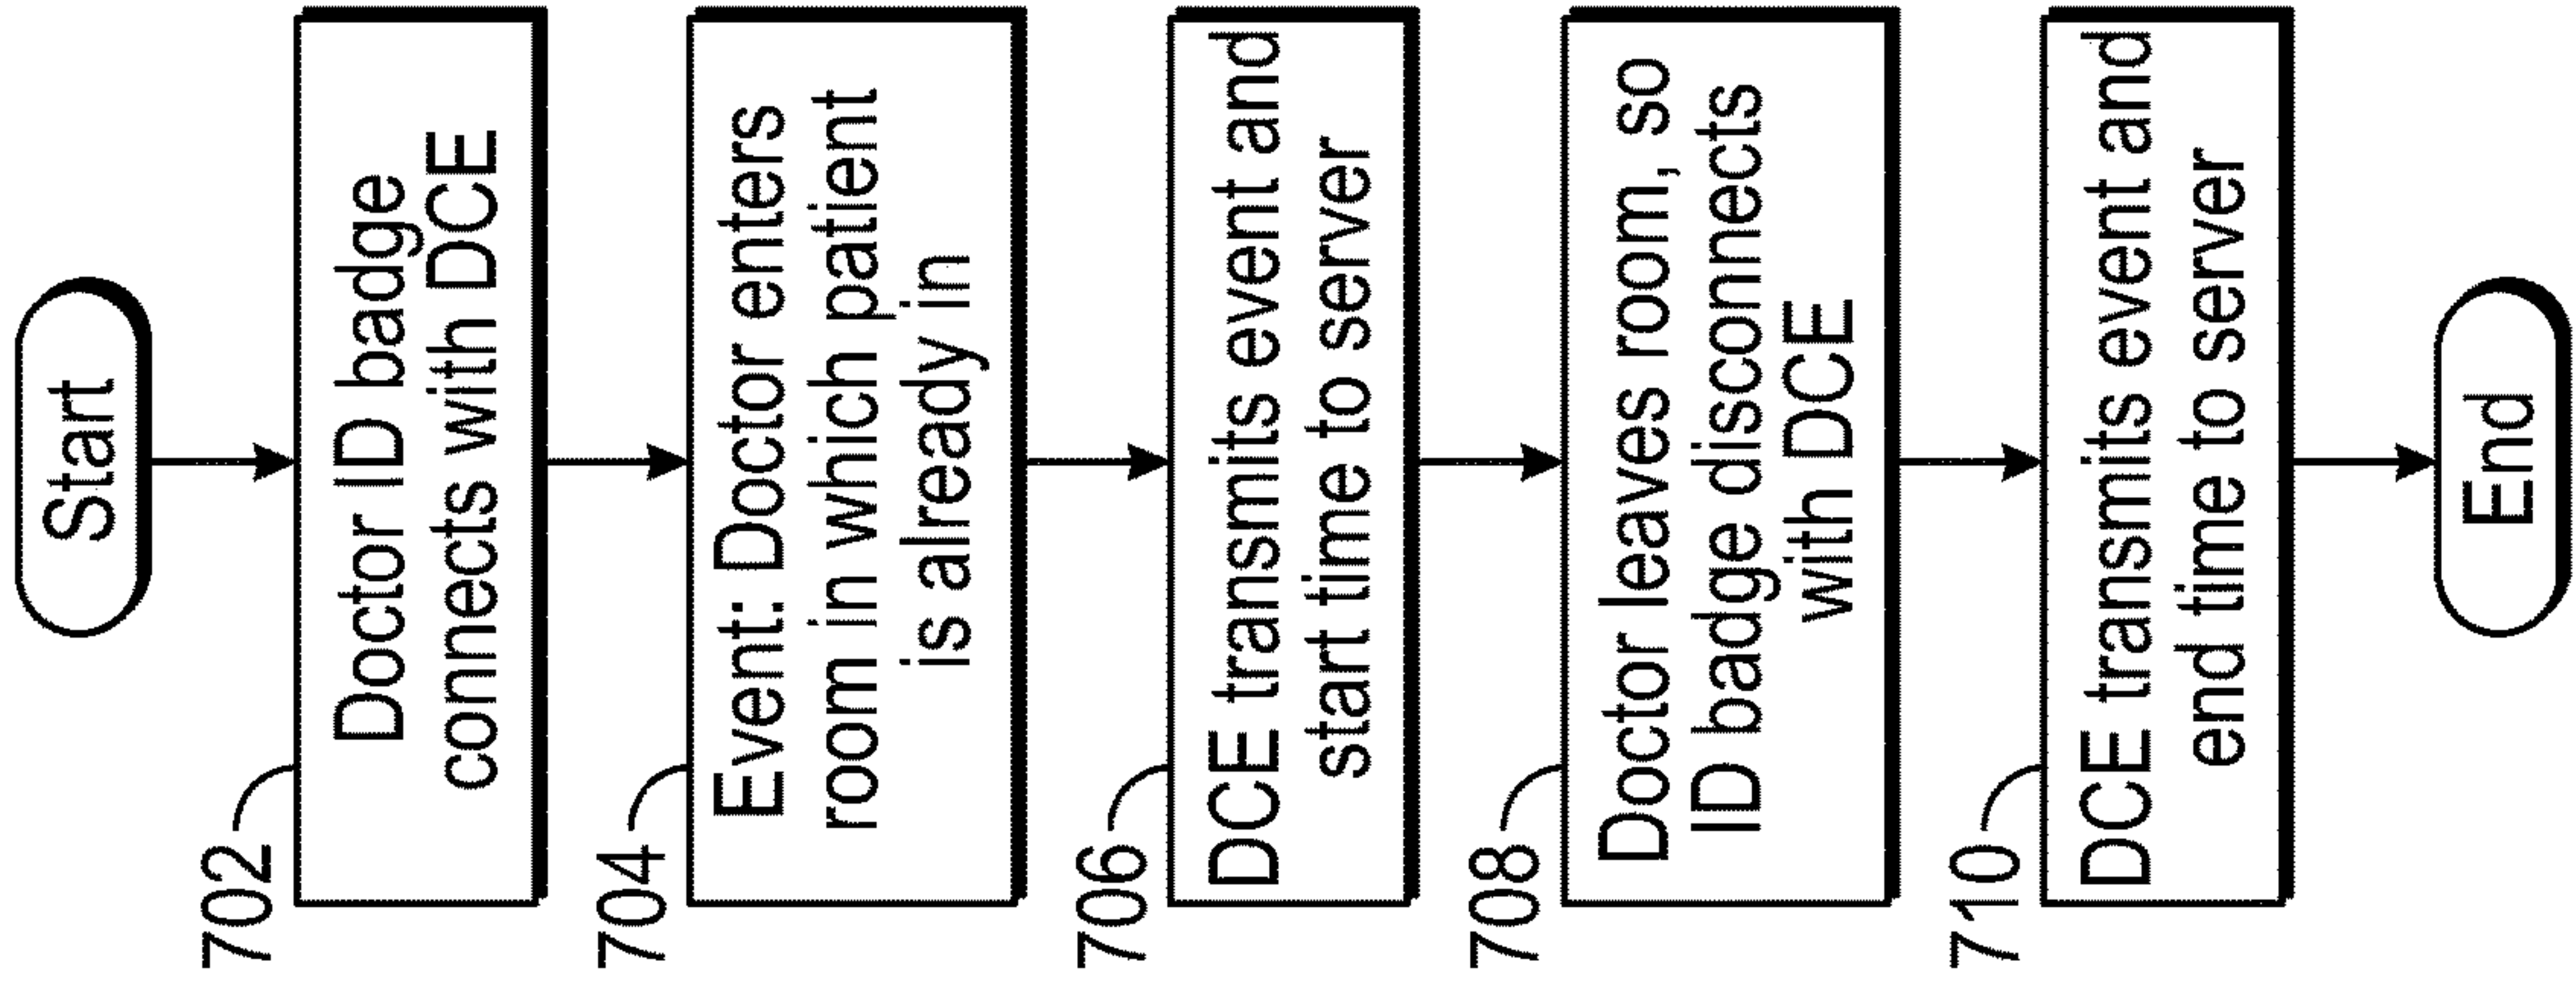 Start
702
Doctor ID badge
connects with DCE
704
Event: Doctor enters
room in which patient
is already in
706
DCE transmits event and
start time to server
708
Doctor leaves room, so
ID badge disconnects
with DCE
710
DCE transmits event and
end time to server
End